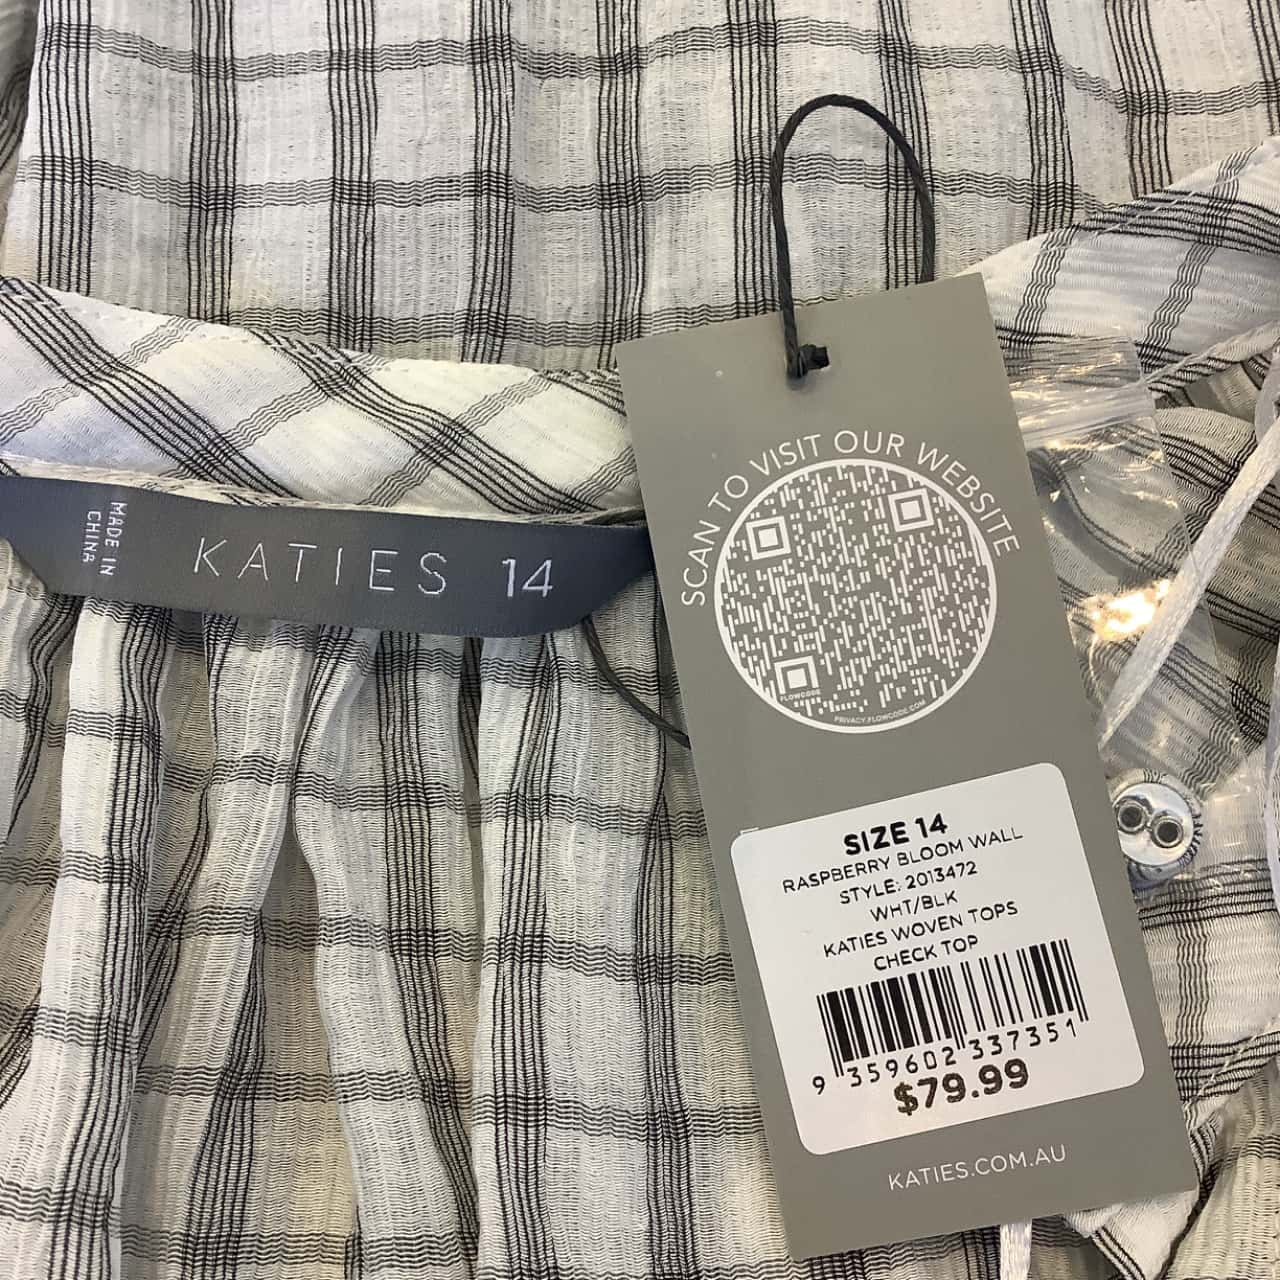 SCAN TO VISIT OUR WEBSITE
FLOWCODE
PRIVACY.FLOWCODE.COM
MADE IN
CHINA
KATIES 14
SIZE 14
RASPBERRY BLOOM WALL
STYLE: 2013472
WHT/BLK
KATIES WOVEN TOPS
CHECK TOP
9 359602 337351
$79.99
KATIES.COM.AU